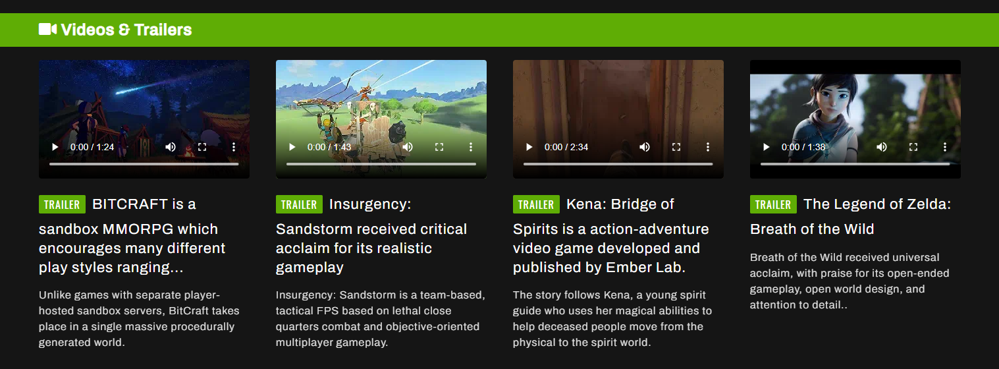 Videos & Trailers
0:00 / 1:24
0:00 / 1:43
0:00 / 2:34
0:00 / 1:38
TRAILER BITCRAFT is a
sandbox MMORPG which
encourages many different
play styles ranging...
Unlike games with separate player-
hosted sandbox servers, BitCraft takes
place in a single massive procedurally
generated world.
TRAILER Insurgency:
Sandstorm received critical
acclaim for its realistic
gameplay
Insurgency: Sandstorm is a team-based,
tactical FPS based on lethal close
quarters combat and objective-oriented
multiplayer gameplay.
TRAILER Kena: Bridge of
Spirits is a action-adventure
video game developed and
published by Ember Lab.
The story follows Kena, a young spirit
guide who uses her magical abilities to
help deceased people move from the
physical to the spirit world.
TRAILER The Legend of Zelda:
Breath of the Wild
Breath of the Wild received universal
acclaim, with praise for its open-ended
gameplay, open world design, and
attention to detail..